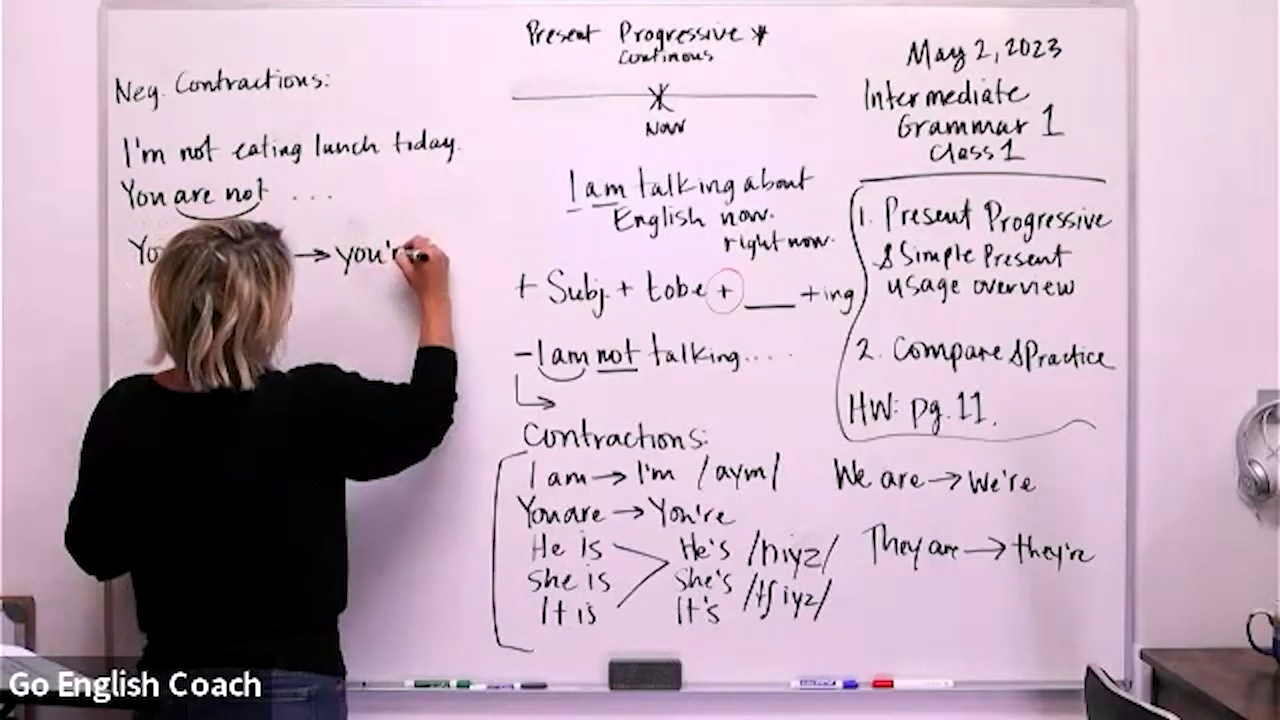 Neg. Contractions:
I'm not eating lunch today.
You are not ....
Yo
→ you'r
Present Progressive *
Continous
Now
I am talking about
English now.
right now.
+ Subj. + to be + ___ + ing
- I am not talking....
Contractions:
I am → I'm /aym/
You are → You're
He is He's /hiyz/
She is she's /tʃiyz/
It is It's
We are → We're
They are → they're
May 2, 2023
Intermediate
Grammar 1
Class 1
1. Present Progressive
& Simple Present
usage overview
2. Compare & Practice
HW: pg. 11.
Go English Coach